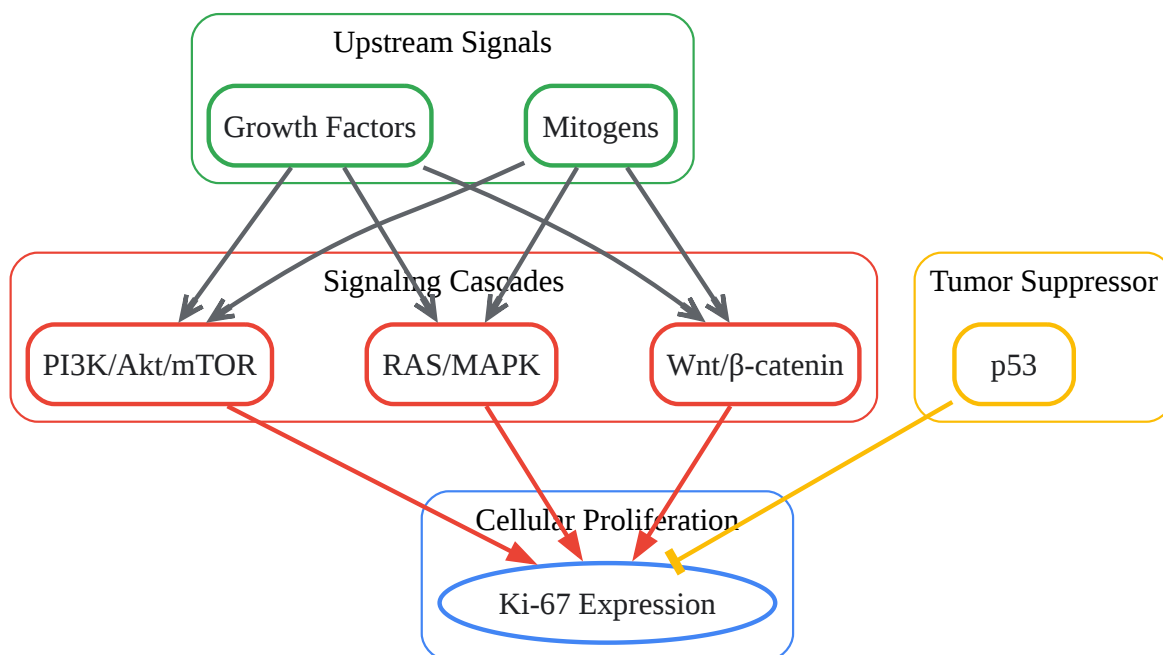 Upstream Signals
Growth Factors
Mitogens
Signaling Cascades
Tumor Suppressor
PI3K/Akt/mTOR
RAS/MAPK
Wnt/β-catenin
p53
Cellular Proliferation
Ki-67 Expression